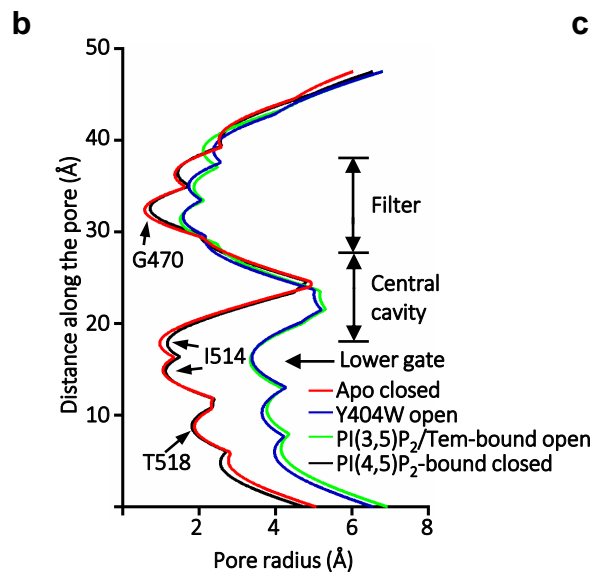 b
c
50
40
30
20
10
Distance along the pore (Å)
G470
I514
T518
Filter
Central
cavity
Lower gate
Apo closed
Y404W open
PI(3,5)P₂/Tem-bound open
PI(4,5)P₂-bound closed
2 4 6 8
Pore radius (Å)